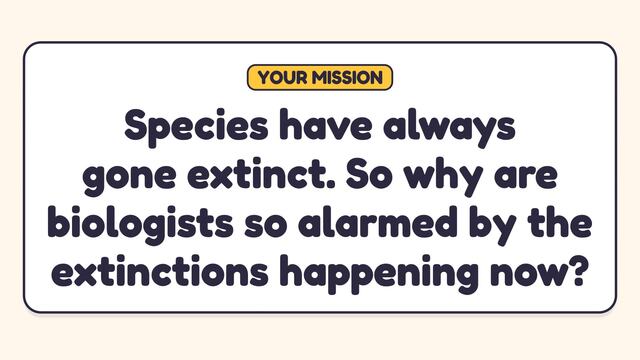 YOUR MISSION
Species have always
gone extinct. So why are
biologists so alarmed by the
extinctions happening now?